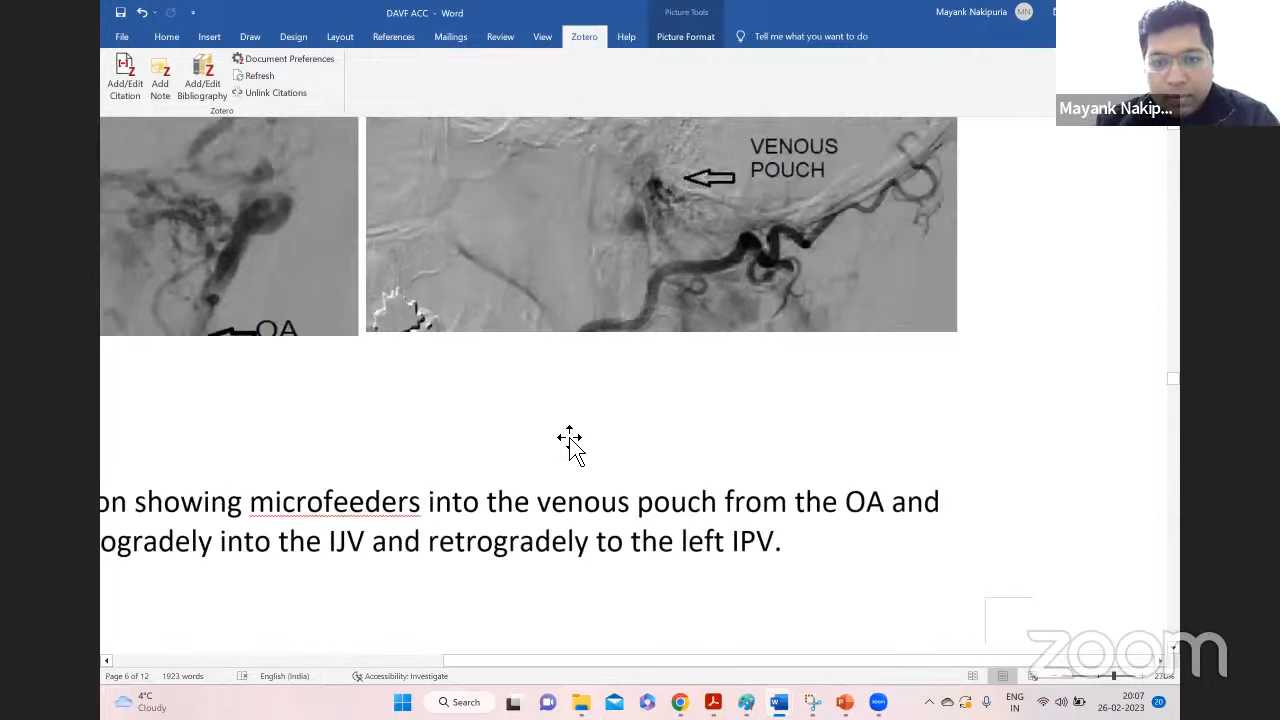 DAVF ACC - Word
Picture Tools
Mayank Nakipuria
MN
File Home Insert Draw Design Layout References Mailings Review View Zotero Help Picture Format Tell me what you want to do
Add/Edit Citation
Add Note
Add/Edit Bibliography
Document Preferences
Refresh
Unlink Citations
Zotero
Mayank Nakip...
VENOUS
POUCH
OA
on showing microfeeders into the venous pouch from the OA and
ogradely into the IJV and retrogradely to the left IPV.
zoom
Page 6 of 12 1923 words English (India) Accessibility: Investigate 270%
4°C
Cloudy
Search
ENG
IN
20:07
26-02-2023
20